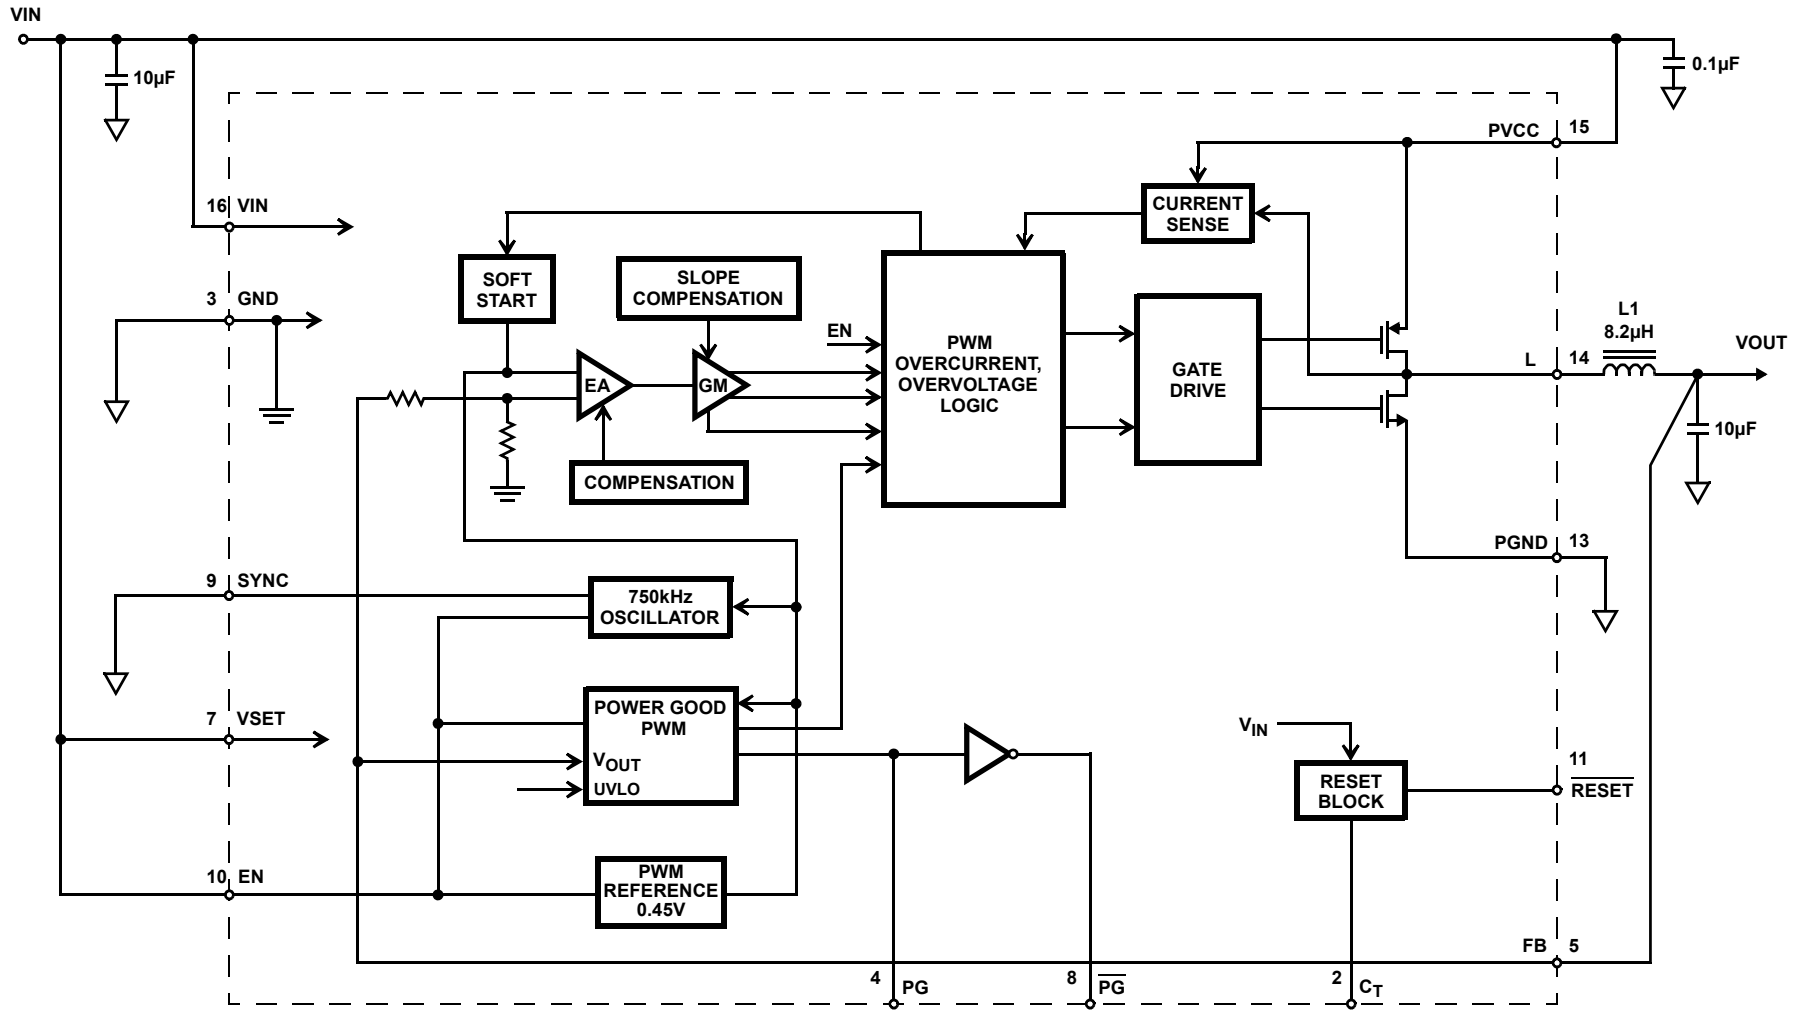 VIN
10µF
0.1µF
PVCC 15
16 VIN
CURRENT
SENSE
3 GND
SOFT
START
SLOPE
COMPENSATION
EN
PWM
OVERCURRENT,
OVERVOLTAGE
LOGIC
GATE
DRIVE
L 14
L1
8.2µH
VOUT
EA
GM
10µF
COMPENSATION
PGND 13
9 SYNC
750kHz
OSCILLATOR
7 VSET
POWER GOOD
PWM
VOUT
UVLO
VIN
RESET
BLOCK
11
RESET
10 EN
PWM
REFERENCE
0.45V
FB 5
4 PG
8 PG
2 CT